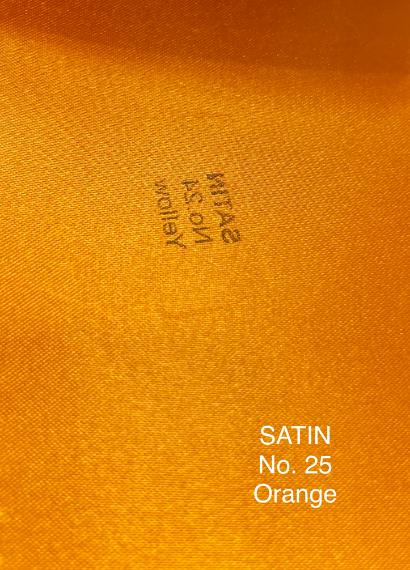 SATIN
No.24
Yellow
SATIN
No. 25
Orange